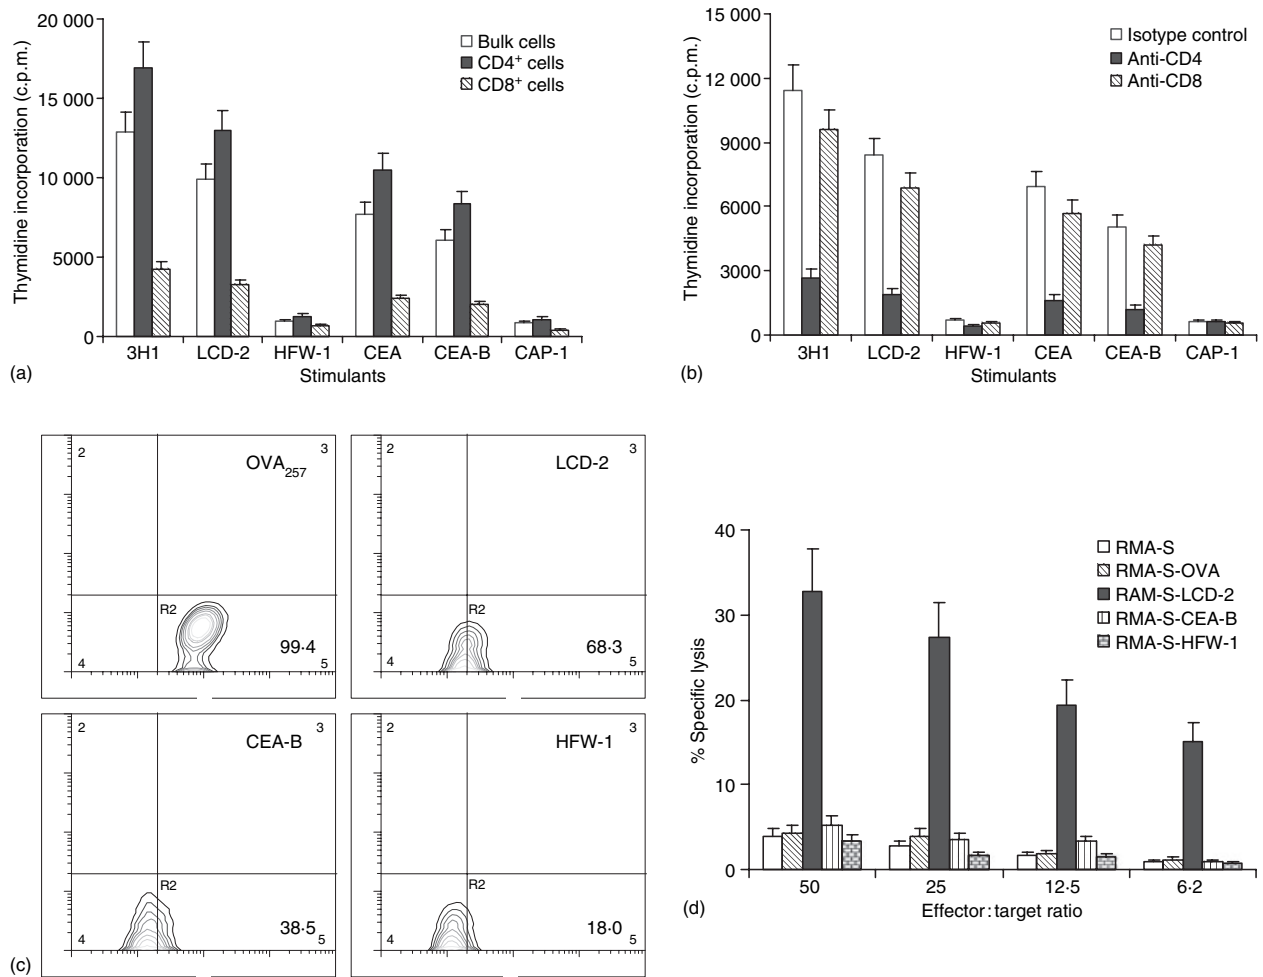 20 000
15 000
10 000
5000
0
Thymidine incorporation (c.p.m.)
Bulk cells
CD4+ cells
CD8+ cells
3H1 LCD-2 HFW-1 CEA CEA-B CAP-1
Stimulants
(a)
15 000
12 000
9000
6000
3000
0
Thymidine incorporation (c.p.m.)
Isotype control
Anti-CD4
Anti-CD8
3H1 LCD-2 HFW-1 CEA CEA-B CAP-1
Stimulants
(b)
2 3
OVA257
R2
99·4
4 5
2 3
LCD-2
R2
68·3
4 5
2 3
CEA-B
R2
38·5
4 5
2 3
HFW-1
R2
18·0
4 5
(c)
40
30
20
10
0
% Specific lysis
RMA-S
RMA-S-OVA
RAM-S-LCD-2
RMA-S-CEA-B
RMA-S-HFW-1
50 25 12·5 6·2
Effector:target ratio
(d)